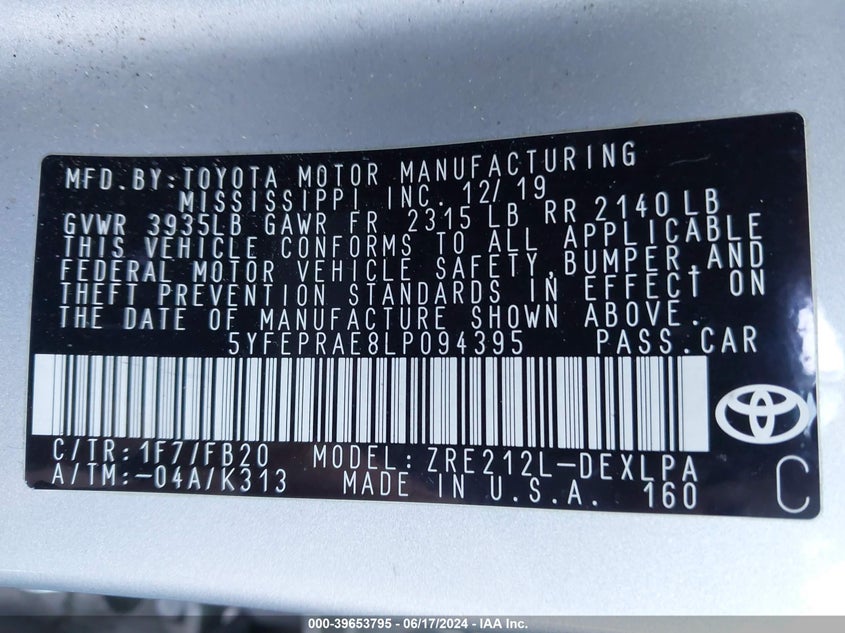 MFD.BY:TOYOTA MOTOR MANUFACTURING
MISSISSIPPI INC. 12/19
GVWR 3935LB GAWR FR 2315 LB RR 2140 LB
THIS VEHICLE CONFORMS TO ALL APPLICABLE
FEDERAL MOTOR VEHICLE SAFETY,BUMPER,AND
THEFT PREVENTION STANDARDS IN EFFECT ON
THE DATE OF MANUFACTURE SHOWN ABOVE.
5YFEPRAE8LP094395 PASS.CAR
C/TR:1F7/FB20 MODEL:ZRE212L-DEXLPA
A/TM:-04A/K313 MADE IN U.S.A. 160 C
000-39653795 - 06/17/2024 - IAA Inc.